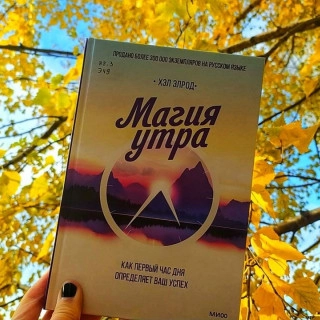 ПРОДАНО БОЛЕЕ 200 000 ЭКЗЕМПЛЯРОВ НА РУССКОМ ЯЗЫКЕ
• ХЭЛ ЭЛРОД •
Магия
утра
КАК ПЕРВЫЙ ЧАС ДНЯ
ОПРЕДЕЛЯЕТ ВАШ УСПЕХ
МИФ